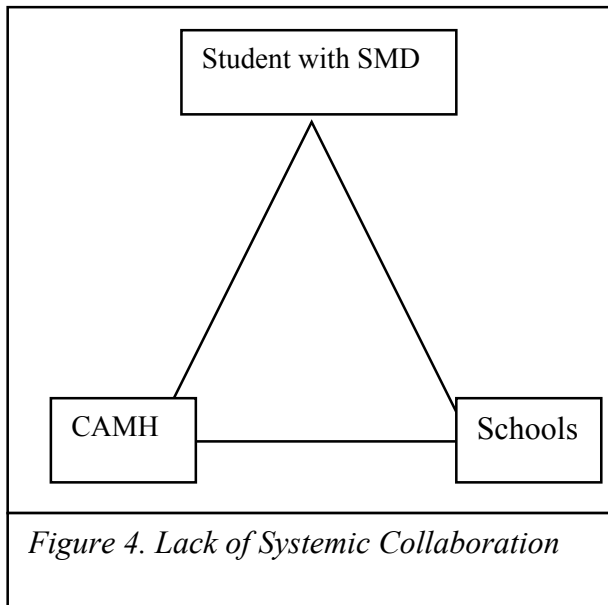 Student with SMD
CAMH
Schools
Figure 4. Lack of Systemic Collaboration